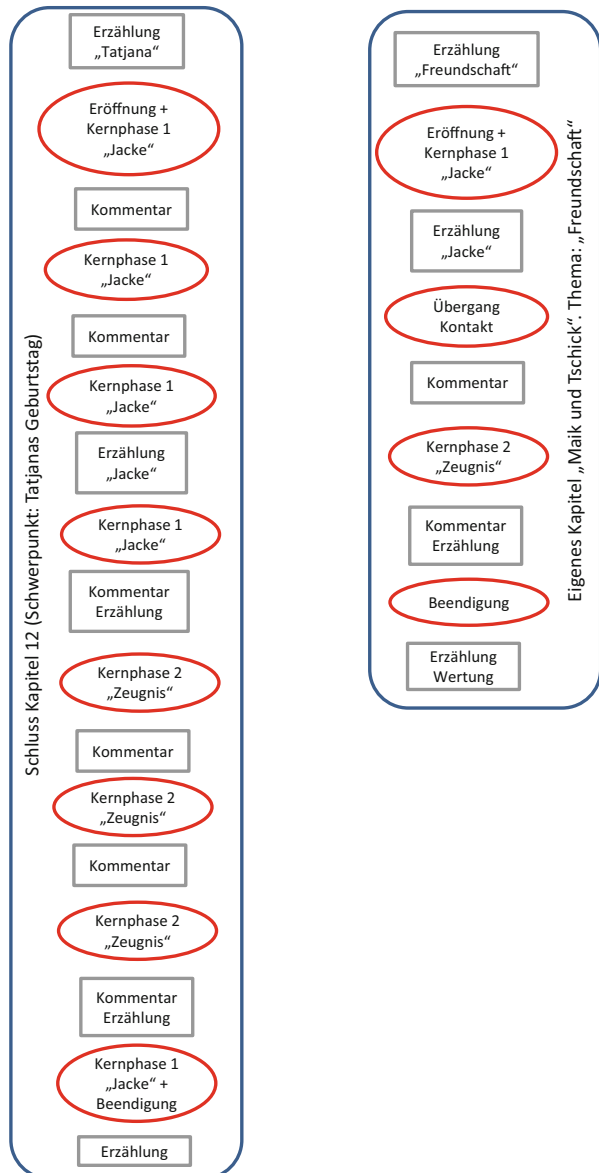 Schluss Kapitel 12 (Schwerpunkt: Tatjanas Geburtstag)
Erzählung
„Tatjana“
Eröffnung +
Kernphase 1
„Jacke“
Kommentar
Kernphase 1
„Jacke“
Kommentar
Kernphase 1
„Jacke“
Erzählung
„Jacke“
Kernphase 1
„Jacke“
Kommentar
Erzählung
Kernphase 2
„Zeugnis“
Kommentar
Kernphase 2
„Zeugnis“
Kommentar
Kernphase 2
„Zeugnis“
Kommentar
Erzählung
Kernphase 1
„Jacke“ +
Beendigung
Erzählung
Erzählung
„Freundschaft“
Eröffnung +
Kernphase 1
„Jacke“
Erzählung
„Jacke“
Übergang
Kontakt
Kommentar
Kernphase 2
„Zeugnis“
Kommentar
Erzählung
Beendigung
Erzählung
Wertung
Eigenes Kapitel „Maik und Tschick“. Thema: „Freundschaft“